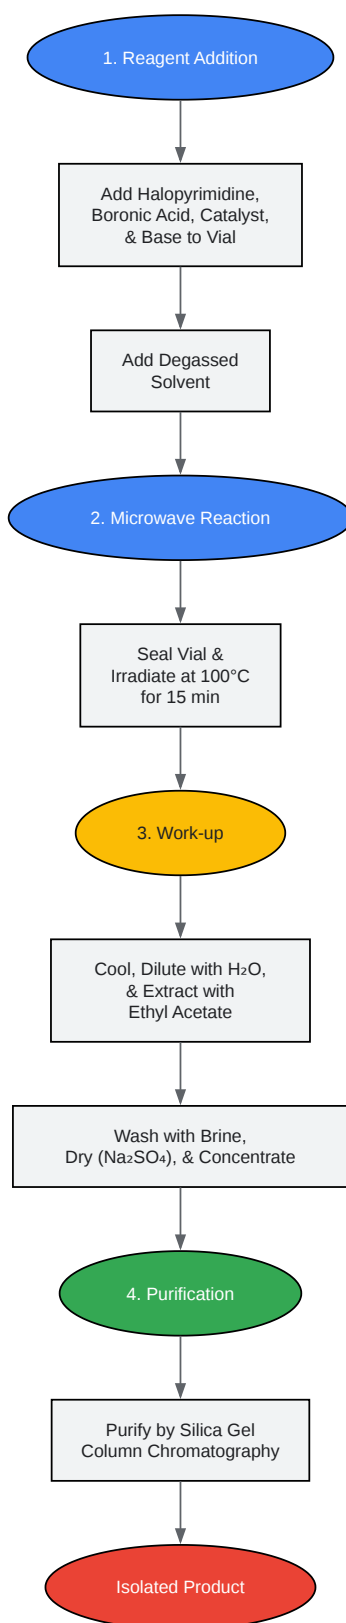 1. Reagent Addition
Add Halopyrimidine,
Boronic Acid, Catalyst,
& Base to Vial
Add Degassed
Solvent
2. Microwave Reaction
Seal Vial &
Irradiate at 100°C
for 15 min
3. Work-up
Cool, Dilute with H₂O,
& Extract with
Ethyl Acetate
Wash with Brine,
Dry (Na₂SO₄), & Concentrate
4. Purification
Purify by Silica Gel
Column Chromatography
Isolated Product